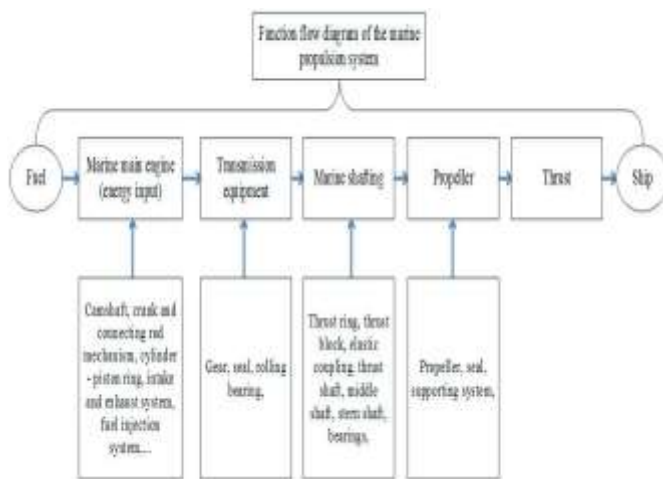 Function flow diagram of the marine
propulsion system
Fuel
Marine main engine
(energy input)
Transmission
equipment
Marine shafting
Propeller
Thrust
Ship
Camshaft, crank and
connecting rod
mechanism, cylinder
- piston ring, intake
and exhaust system,
fuel injection
system....
Gear, seal, rolling
bearing,
Thrust ring, thrust
block, elastic
coupling, thrust
shaft, middle
shaft, stern shaft,
bearings,
Propeller, seal,
supporting system,